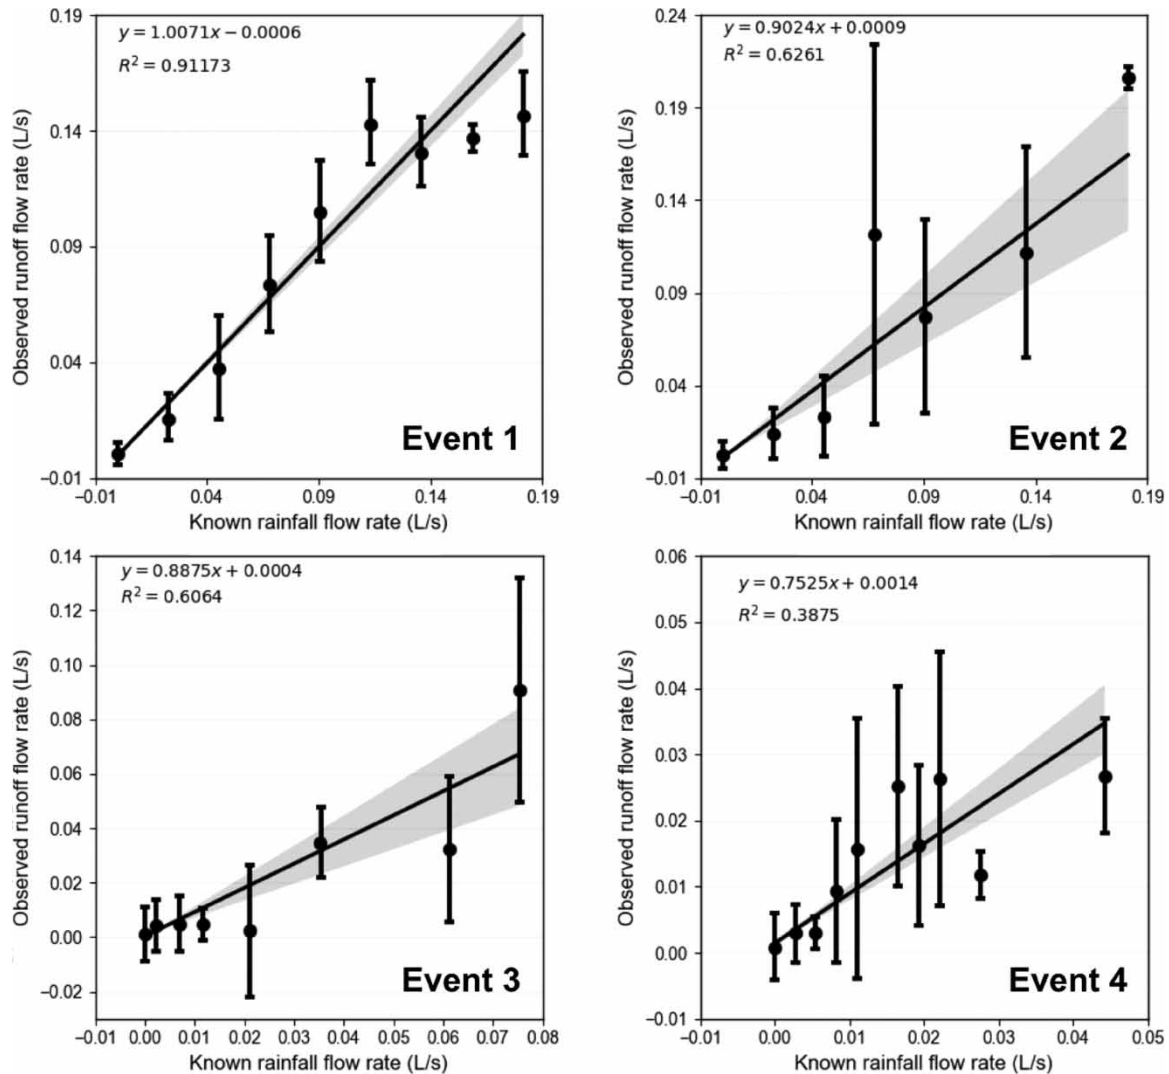 y = 1.0071x − 0.0006
R² = 0.91173
0.19
0.14
0.09
0.04
−0.01
Observed runoff flow rate (L/s)
Event 1
−0.01 0.04 0.09 0.14 0.19
Known rainfall flow rate (L/s)
y = 0.9024x + 0.0009
R² = 0.6261
0.24
0.19
0.14
0.09
0.04
−0.01
Observed runoff flow rate (L/s)
Event 2
−0.01 0.04 0.09 0.14 0.19
Known rainfall flow rate (L/s)
y = 0.8875x + 0.0004
R² = 0.6064
0.14
0.12
0.10
0.08
0.06
0.04
0.02
0.00
−0.02
Observed runoff flow rate (L/s)
Event 3
−0.01 0.00 0.01 0.02 0.03 0.04 0.05 0.06 0.07 0.08
Known rainfall flow rate (L/s)
y = 0.7525x + 0.0014
R² = 0.3875
0.06
0.05
0.04
0.03
0.02
0.01
0.00
−0.01
Observed runoff flow rate (L/s)
Event 4
−0.01 0.00 0.01 0.02 0.03 0.04 0.05
Known rainfall flow rate (L/s)